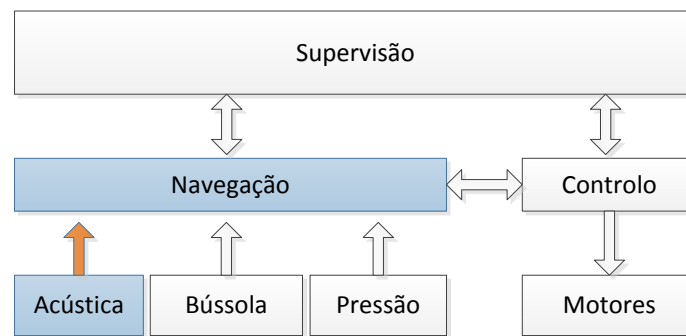 Supervisão
Navegação
Controlo
Acústica
Bússola
Pressão
Motores